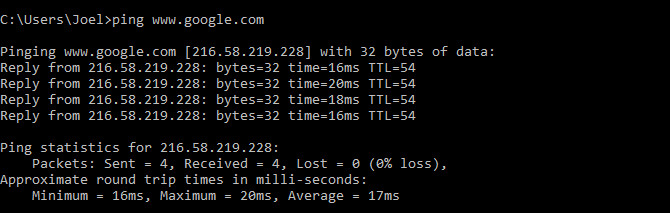 C:\Users\Joel>ping www.google.com
Pinging www.google.com [216.58.219.228] with 32 bytes of data:
Reply from 216.58.219.228: bytes=32 time=16ms TTL=54
Reply from 216.58.219.228: bytes=32 time=20ms TTL=54
Reply from 216.58.219.228: bytes=32 time=18ms TTL=54
Reply from 216.58.219.228: bytes=32 time=16ms TTL=54
Ping statistics for 216.58.219.228:
    Packets: Sent = 4, Received = 4, Lost = 0 (0% loss),
Approximate round trip times in milli-seconds:
    Minimum = 16ms, Maximum = 20ms, Average = 17ms